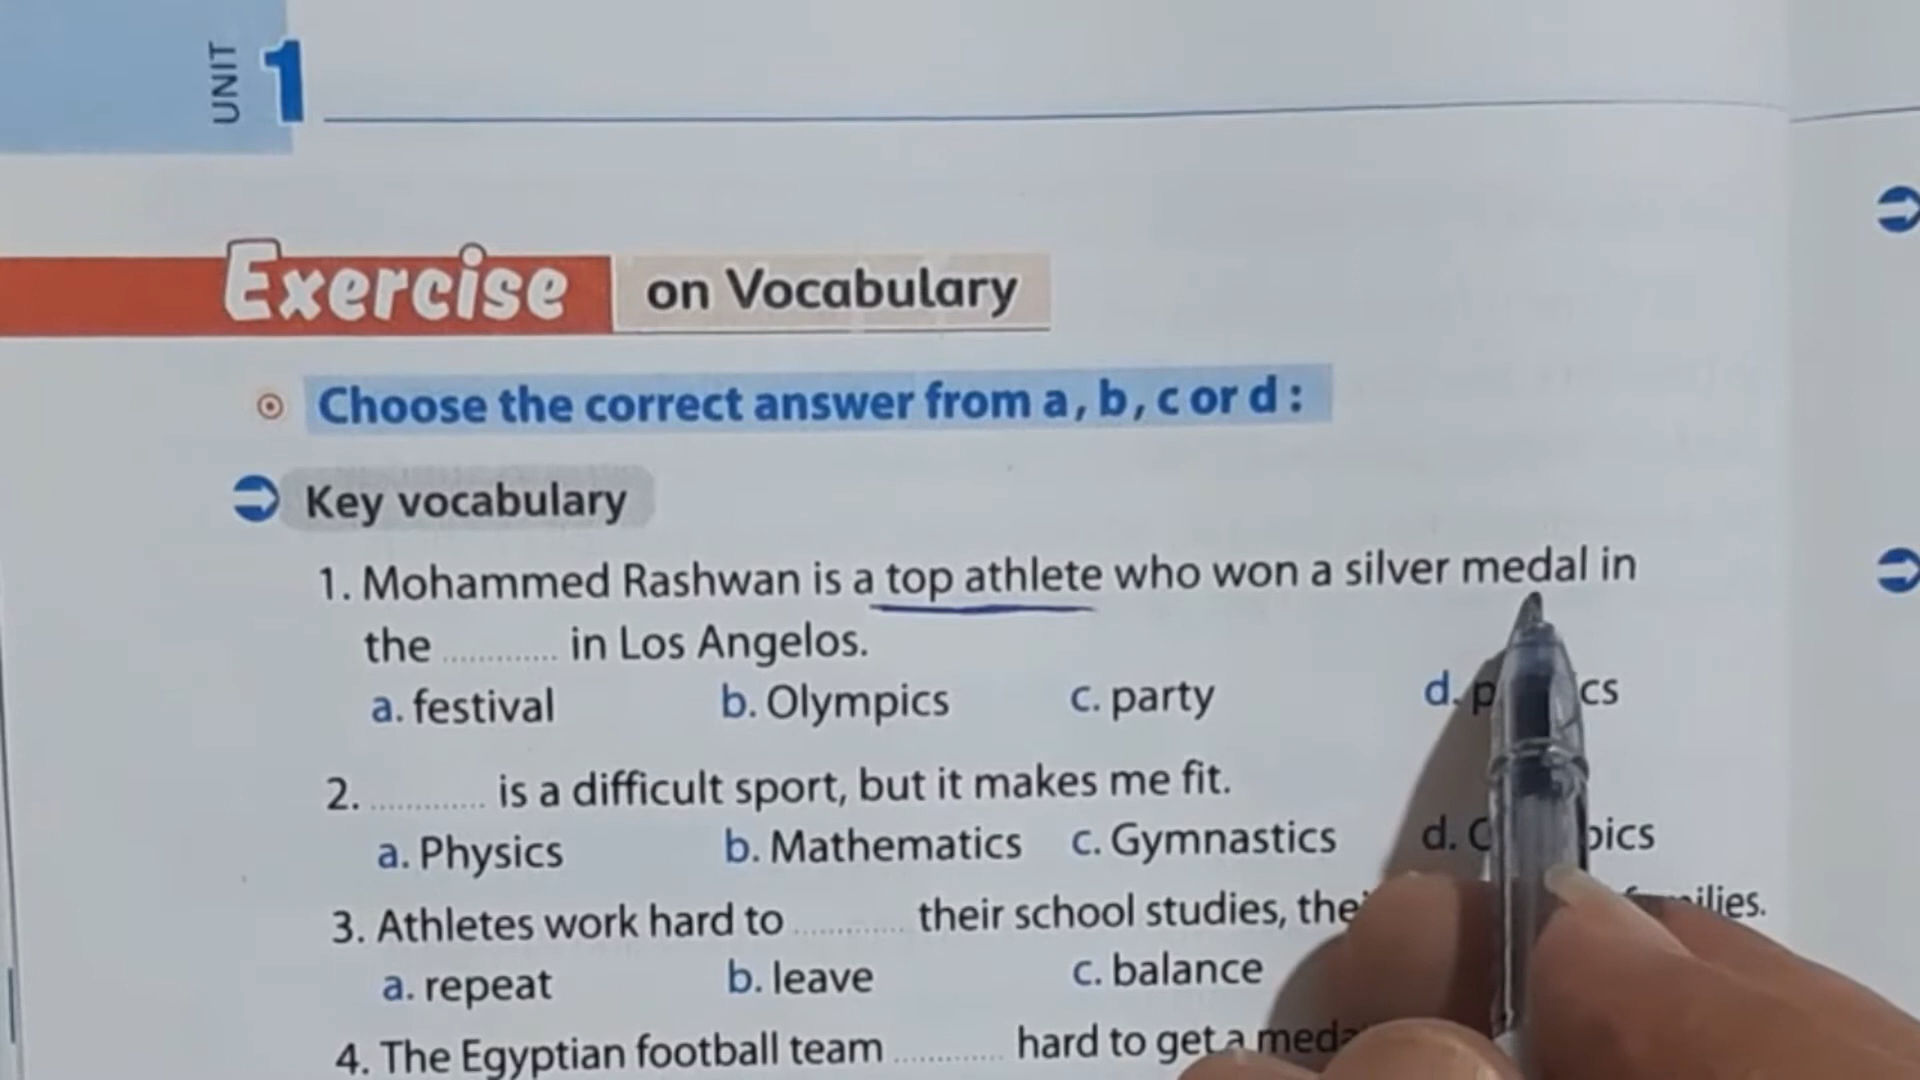 UNIT 1
Exercise on Vocabulary
Choose the correct answer from a, b, c or d :
Key vocabulary
1. Mohammed Rashwan is a top athlete who won a silver medal in
the ............ in Los Angelos.
a. festival b. Olympics c. party d.
2. ............ is a difficult sport, but it makes me fit.
a. Physics b. Mathematics c. Gymnastics d.
3. Athletes work hard to ............ their school studies,
a. repeat b. leave c. balance
4. The Egyptian football team ............ hard to get a